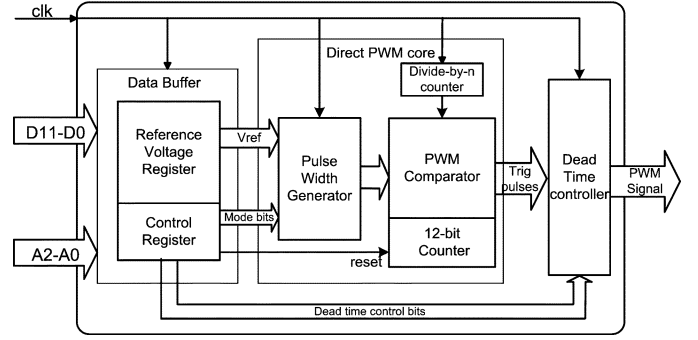 clk
Direct PWM core
Data Buffer
Divide-by-n
counter
D11-D0
Reference
Voltage
Register
Vref
Pulse
Width
Generator
PWM
Comparator
Trig
pulses
Dead
Time
controller
PWM
Signal
Mode bits
Control
Register
12-bit
Counter
A2-A0
reset
Dead time control bits